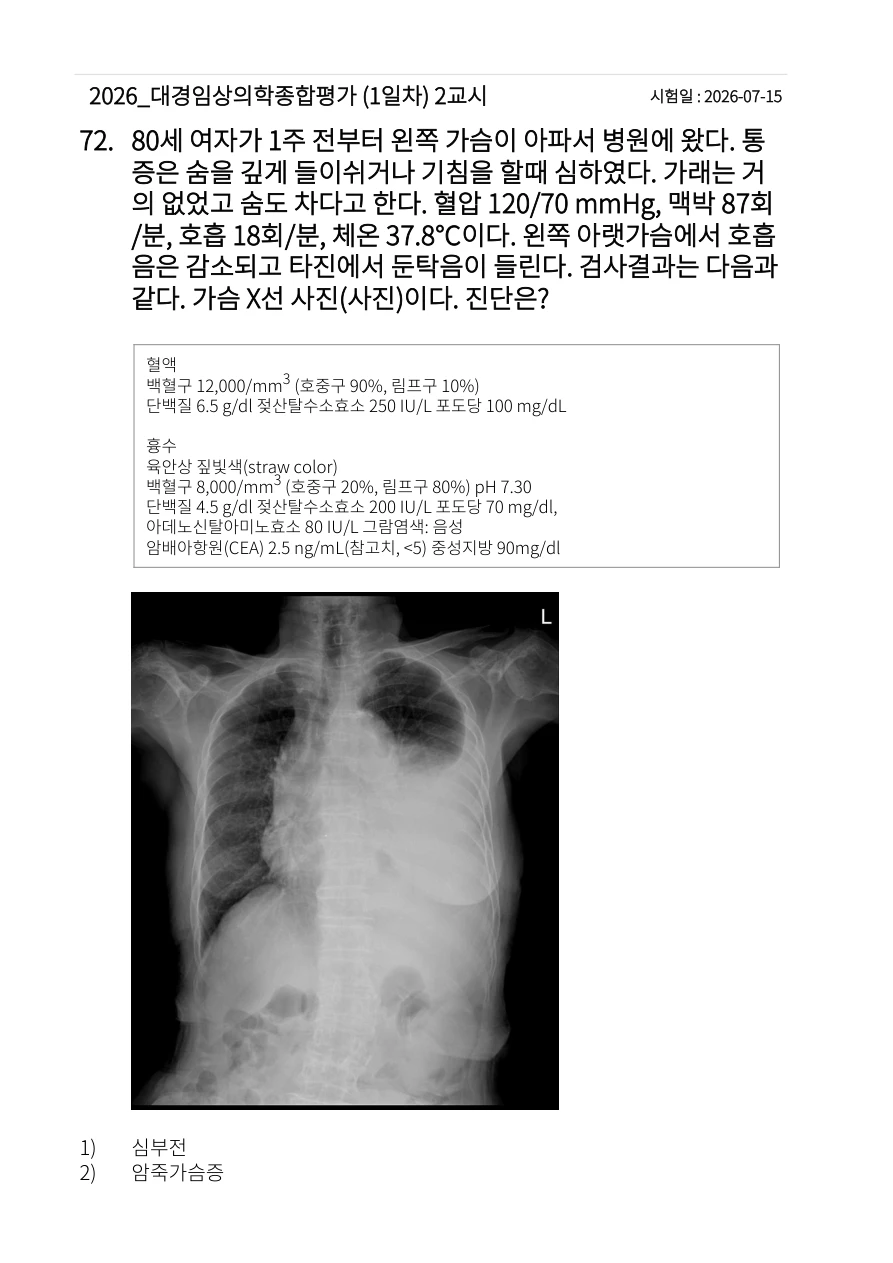 2026_대경임상의학종합평가 (1일차) 2교시
시험일 : 2026-07-15
72. 80세 여자가 1주 전부터 왼쪽 가슴이 아파서 병원에 왔다. 통
증은 숨을 깊게 들이쉬거나 기침을 할때 심하였다. 가래는 거
의 없었고 숨도 차다고 한다. 혈압 120/70 mmHg, 맥박 87회
/분, 호흡 18회/분, 체온 37.8°C이다. 왼쪽 아랫가슴에서 호흡
음은 감소되고 타진에서 둔탁음이 들린다. 검사결과는 다음과
같다. 가슴 X선 사진(사진)이다. 진단은?
혈액
백혈구 12,000/mm³ (호중구 90%, 림프구 10%)
단백질 6.5 g/dl 젖산탈수소효소 250 IU/L 포도당 100 mg/dL
흉수
육안상 짚빛색(straw color)
백혈구 8,000/mm³ (호중구 20%, 림프구 80%) pH 7.30
단백질 4.5 g/dl 젖산탈수소효소 200 IU/L 포도당 70 mg/dl,
아데노신탈아미노효소 80 IU/L 그람염색: 음성
암배아항원(CEA) 2.5 ng/mL(참고치, <5) 중성지방 90mg/dl
L
1) 심부전
2) 암죽가슴증